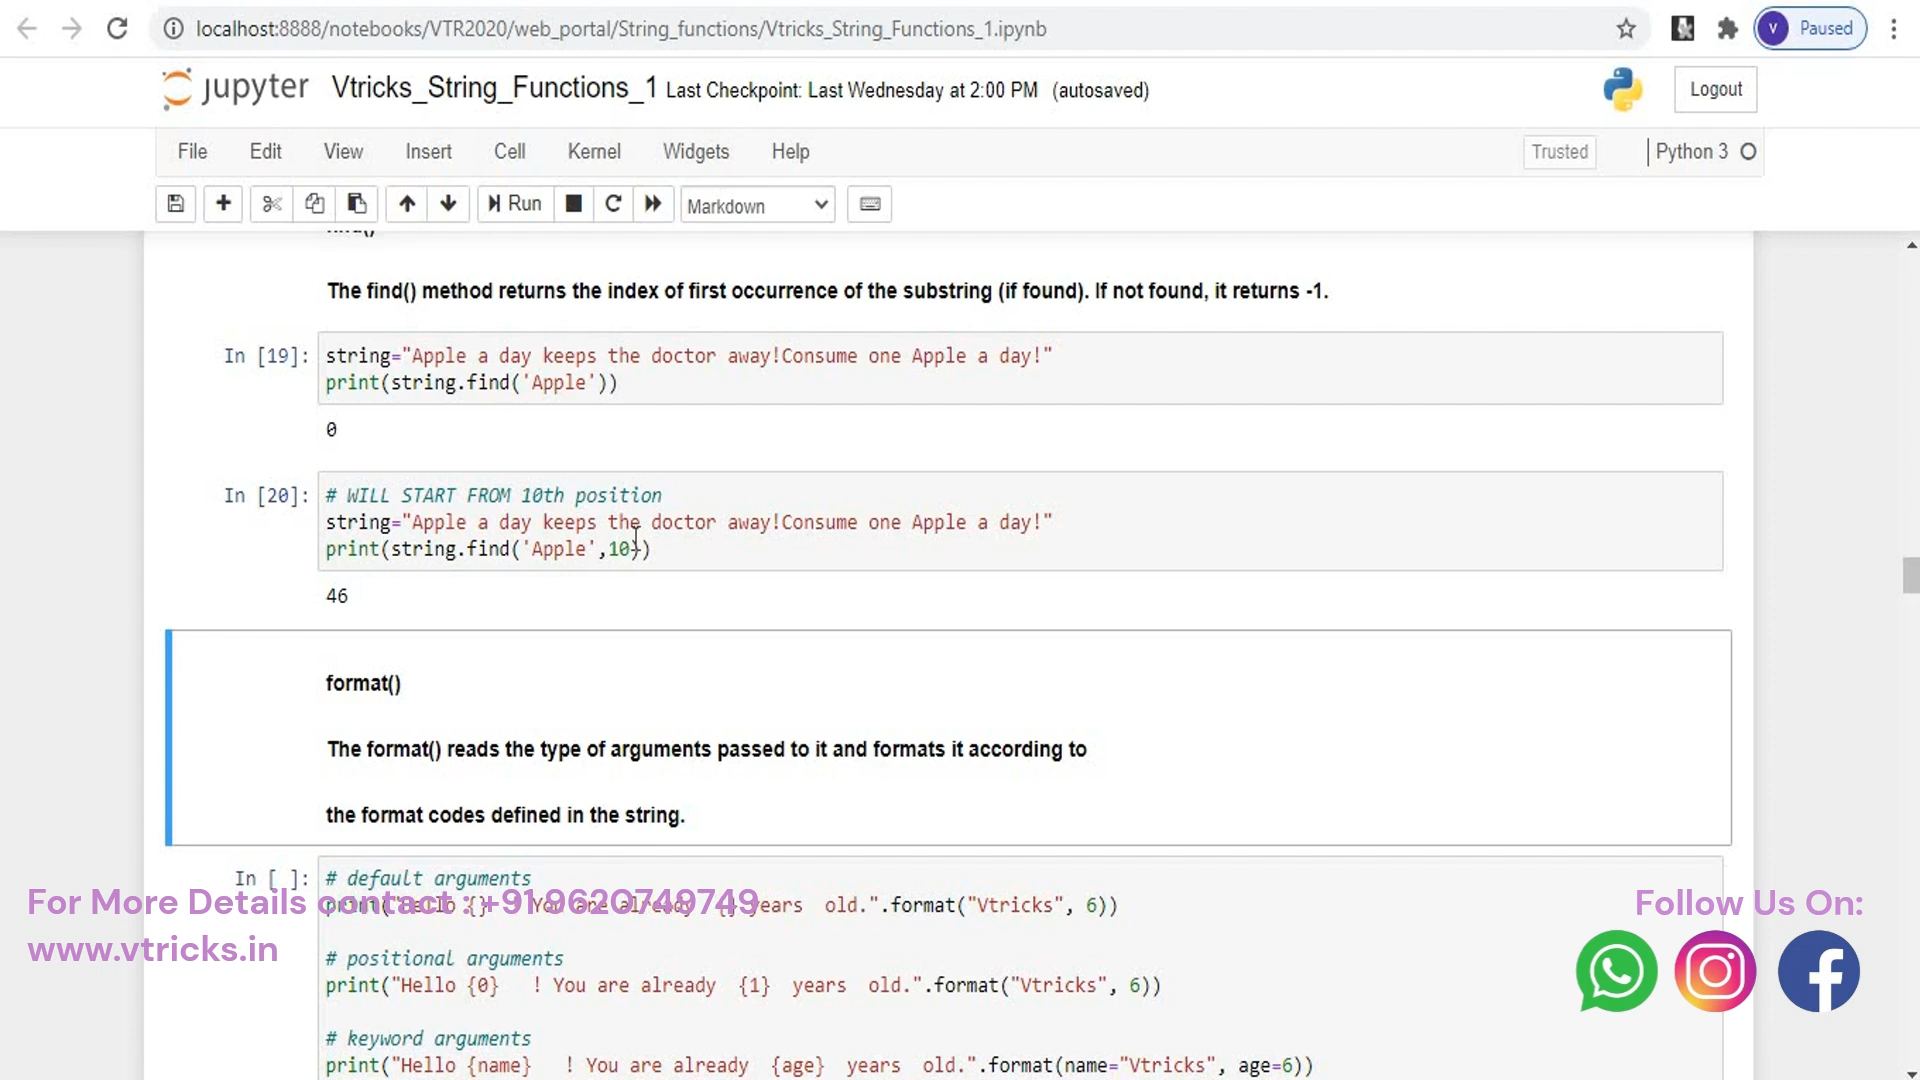 localhost:8888/notebooks/VTR2020/web_portal/String_functions/Vtricks_String_Functions_1.ipynb
V Paused
jupyter Vtricks_String_Functions_1 Last Checkpoint: Last Wednesday at 2:00 PM (autosaved)
Logout
File Edit View Insert Cell Kernel Widgets Help
Trusted Python 3
Run Markdown
find()
The find() method returns the index of first occurrence of the substring (if found). If not found, it returns -1.
In [19]: string="Apple a day keeps the doctor away!Consume one Apple a day!"
print(string.find('Apple'))
0
In [20]: # WILL START FROM 10th position
string="Apple a day keeps the doctor away!Consume one Apple a day!"
print(string.find('Apple',10))
46
format()
The format() reads the type of arguments passed to it and formats it according to
the format codes defined in the string.
In [ ]: # default arguments
print("Hello {} ! You are already {} years old.".format("Vtricks", 6))
# positional arguments
print("Hello {0} ! You are already {1} years old.".format("Vtricks", 6))
# keyword arguments
print("Hello {name} ! You are already {age} years old.".format(name="Vtricks", age=6))
For More Details contact : +91 9620749749
www.vtricks.in
Follow Us On: